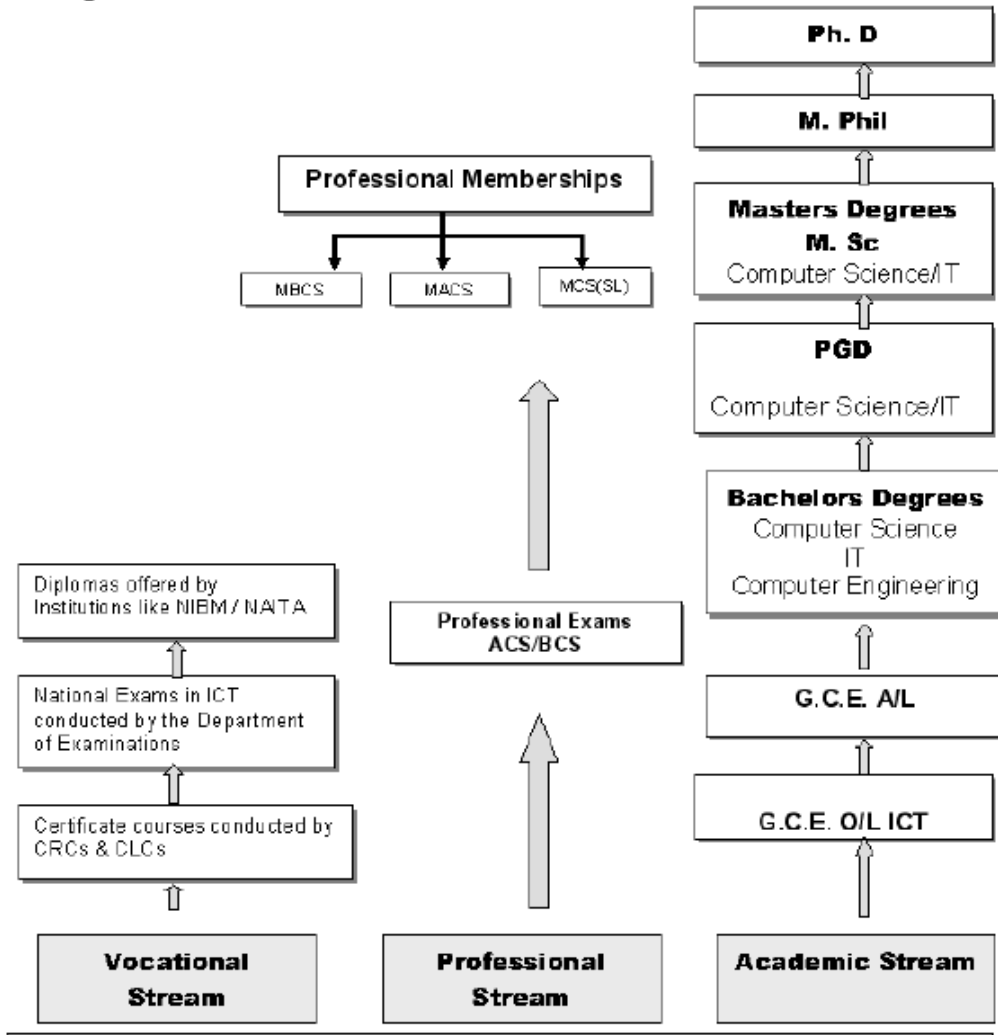 Ph. D
M. Phil
Professional Memberships
MBCS
MACS
MCS(SL)
Masters Degrees
M. Sc
Computer Science/IT
PGD
Computer Science/IT
Bachelors Degrees
Computer Science
IT
Computer Engineering
Diplomas offered by
Institutions like NIBM / NAITA
Professional Exams
ACS/BCS
National Exams in ICT
conducted by the Department
of Examinations
G.C.E. A/L
Certificate courses conducted by
CRCs & CLCs
G.C.E. O/L ICT
Vocational
Stream
Professional
Stream
Academic Stream